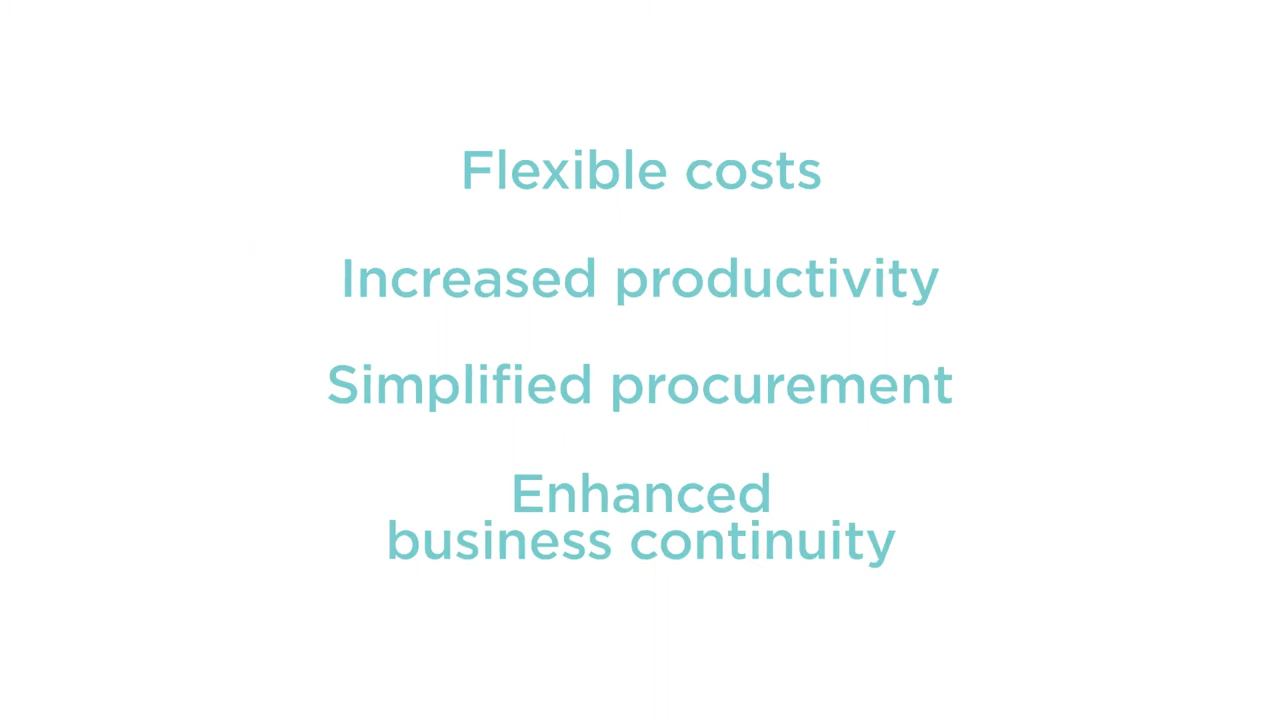 Flexible costs
Increased productivity
Simplified procurement
Enhanced
business continuity